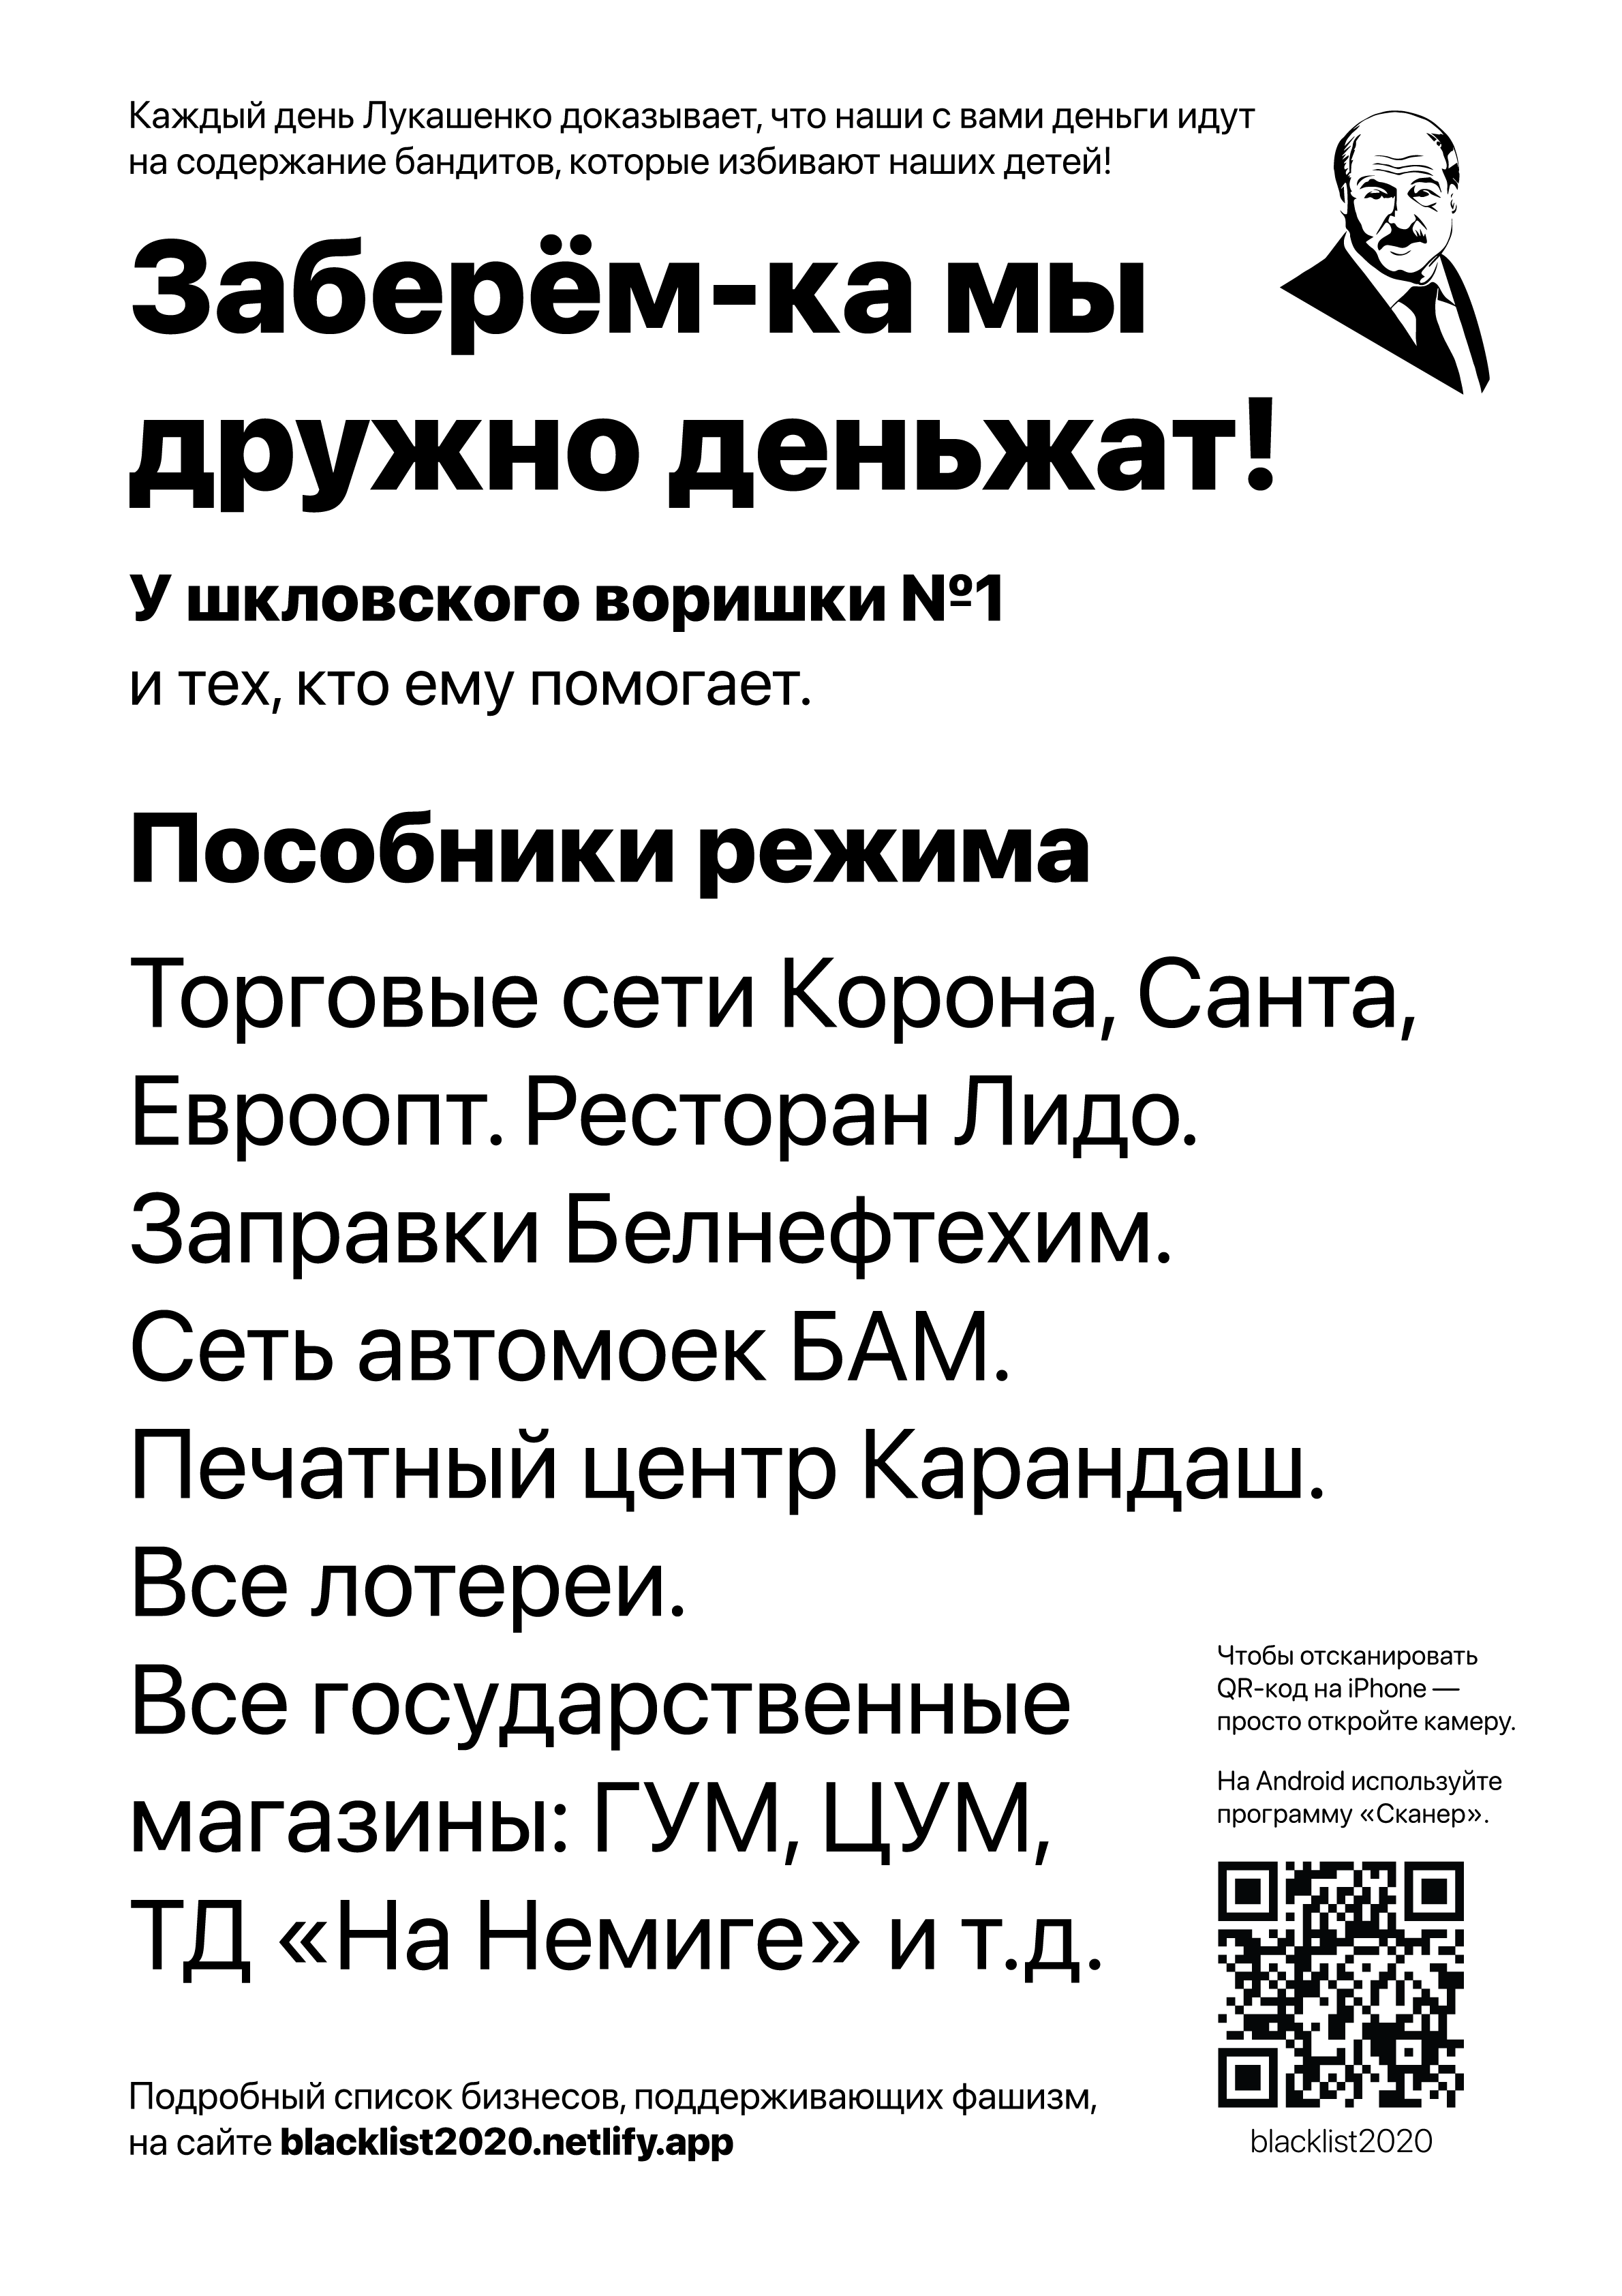 Каждый день Лукашенко доказывает, что наши с вами деньги идут
на содержание бандитов, которые избивают наших детей!
Заберём-ка мы
дружно деньжат!
У шкловского воришки №1
и тех, кто ему помогает.
Пособники режима
Торговые сети Корона, Санта,
Евроопт. Ресторан Лидо.
Заправки Белнефтехим.
Сеть автомоек БАМ.
Печатный центр Карандаш.
Все лотереи.
Все государственные
магазины: ГУМ, ЦУМ,
ТД «На Немиге» и т.д.
Чтобы отсканировать
QR-код на iPhone —
просто откройте камеру.
На Android используйте
программу «Сканер».
Подробный список бизнесов, поддерживающих фашизм,
на сайте blacklist2020.netlify.app
blacklist2020